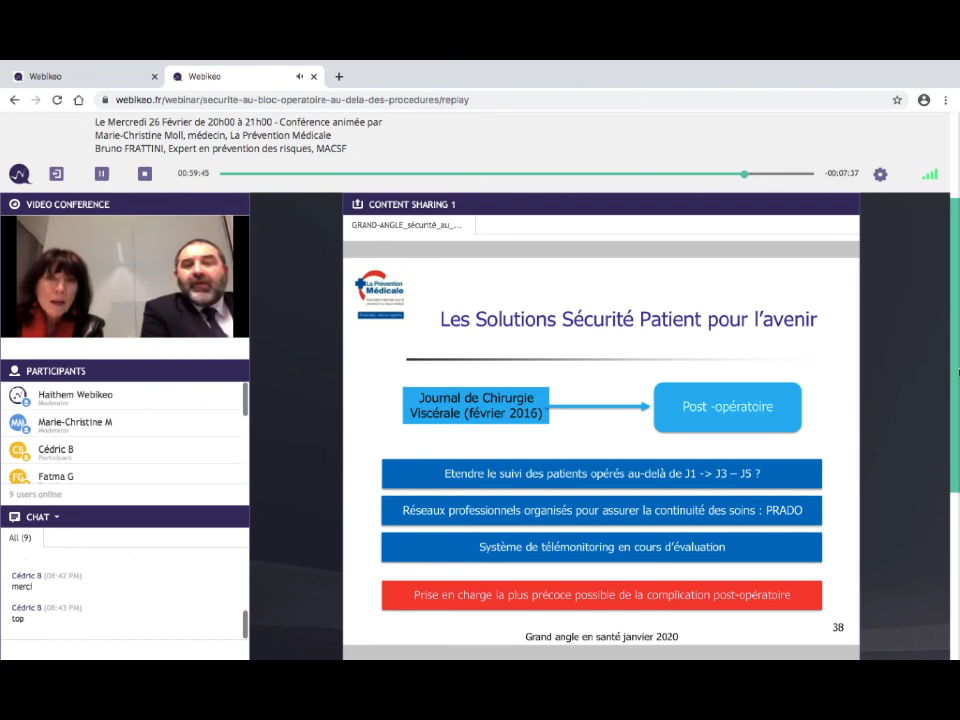 Webikeo
Webikeo
webikeo.fr/webinar/securite-au-bloc-operatoire-au-dela-des-procedures/replay
Le Mercredi 26 Février de 20h00 à 21h00 - Conférence animée par
Marie-Christine Moll, médecin, La Prévention Médicale
Bruno FRATTINI, Expert en prévention des risques, MACSF
00:59:45
-00:07:37
VIDEO CONFERENCE
PARTICIPANTS
Haithem Webikeo
Moderator
MM
Marie-Christine M
Moderator
CB
Cédric B
Participant
FG
Fatma G
9 users online
CHAT
All (9)
Cédric B (08:42 PM)
merci
Cédric B (08:43 PM)
top
CONTENT SHARING 1
GRAND-ANGLE_sécurité_au_...
La Prévention
Médicale
Les Solutions Sécurité Patient pour l'avenir
Journal de Chirurgie
Viscérale (février 2016)
Post -opératoire
Etendre le suivi des patients opérés au-delà de J1 -> J3 – J5 ?
Réseaux professionnels organisés pour assurer la continuité des soins : PRADO
Système de télémonitoring en cours d'évaluation
Prise en charge la plus précoce possible de la complication post-opératoire
38
Grand angle en santé janvier 2020